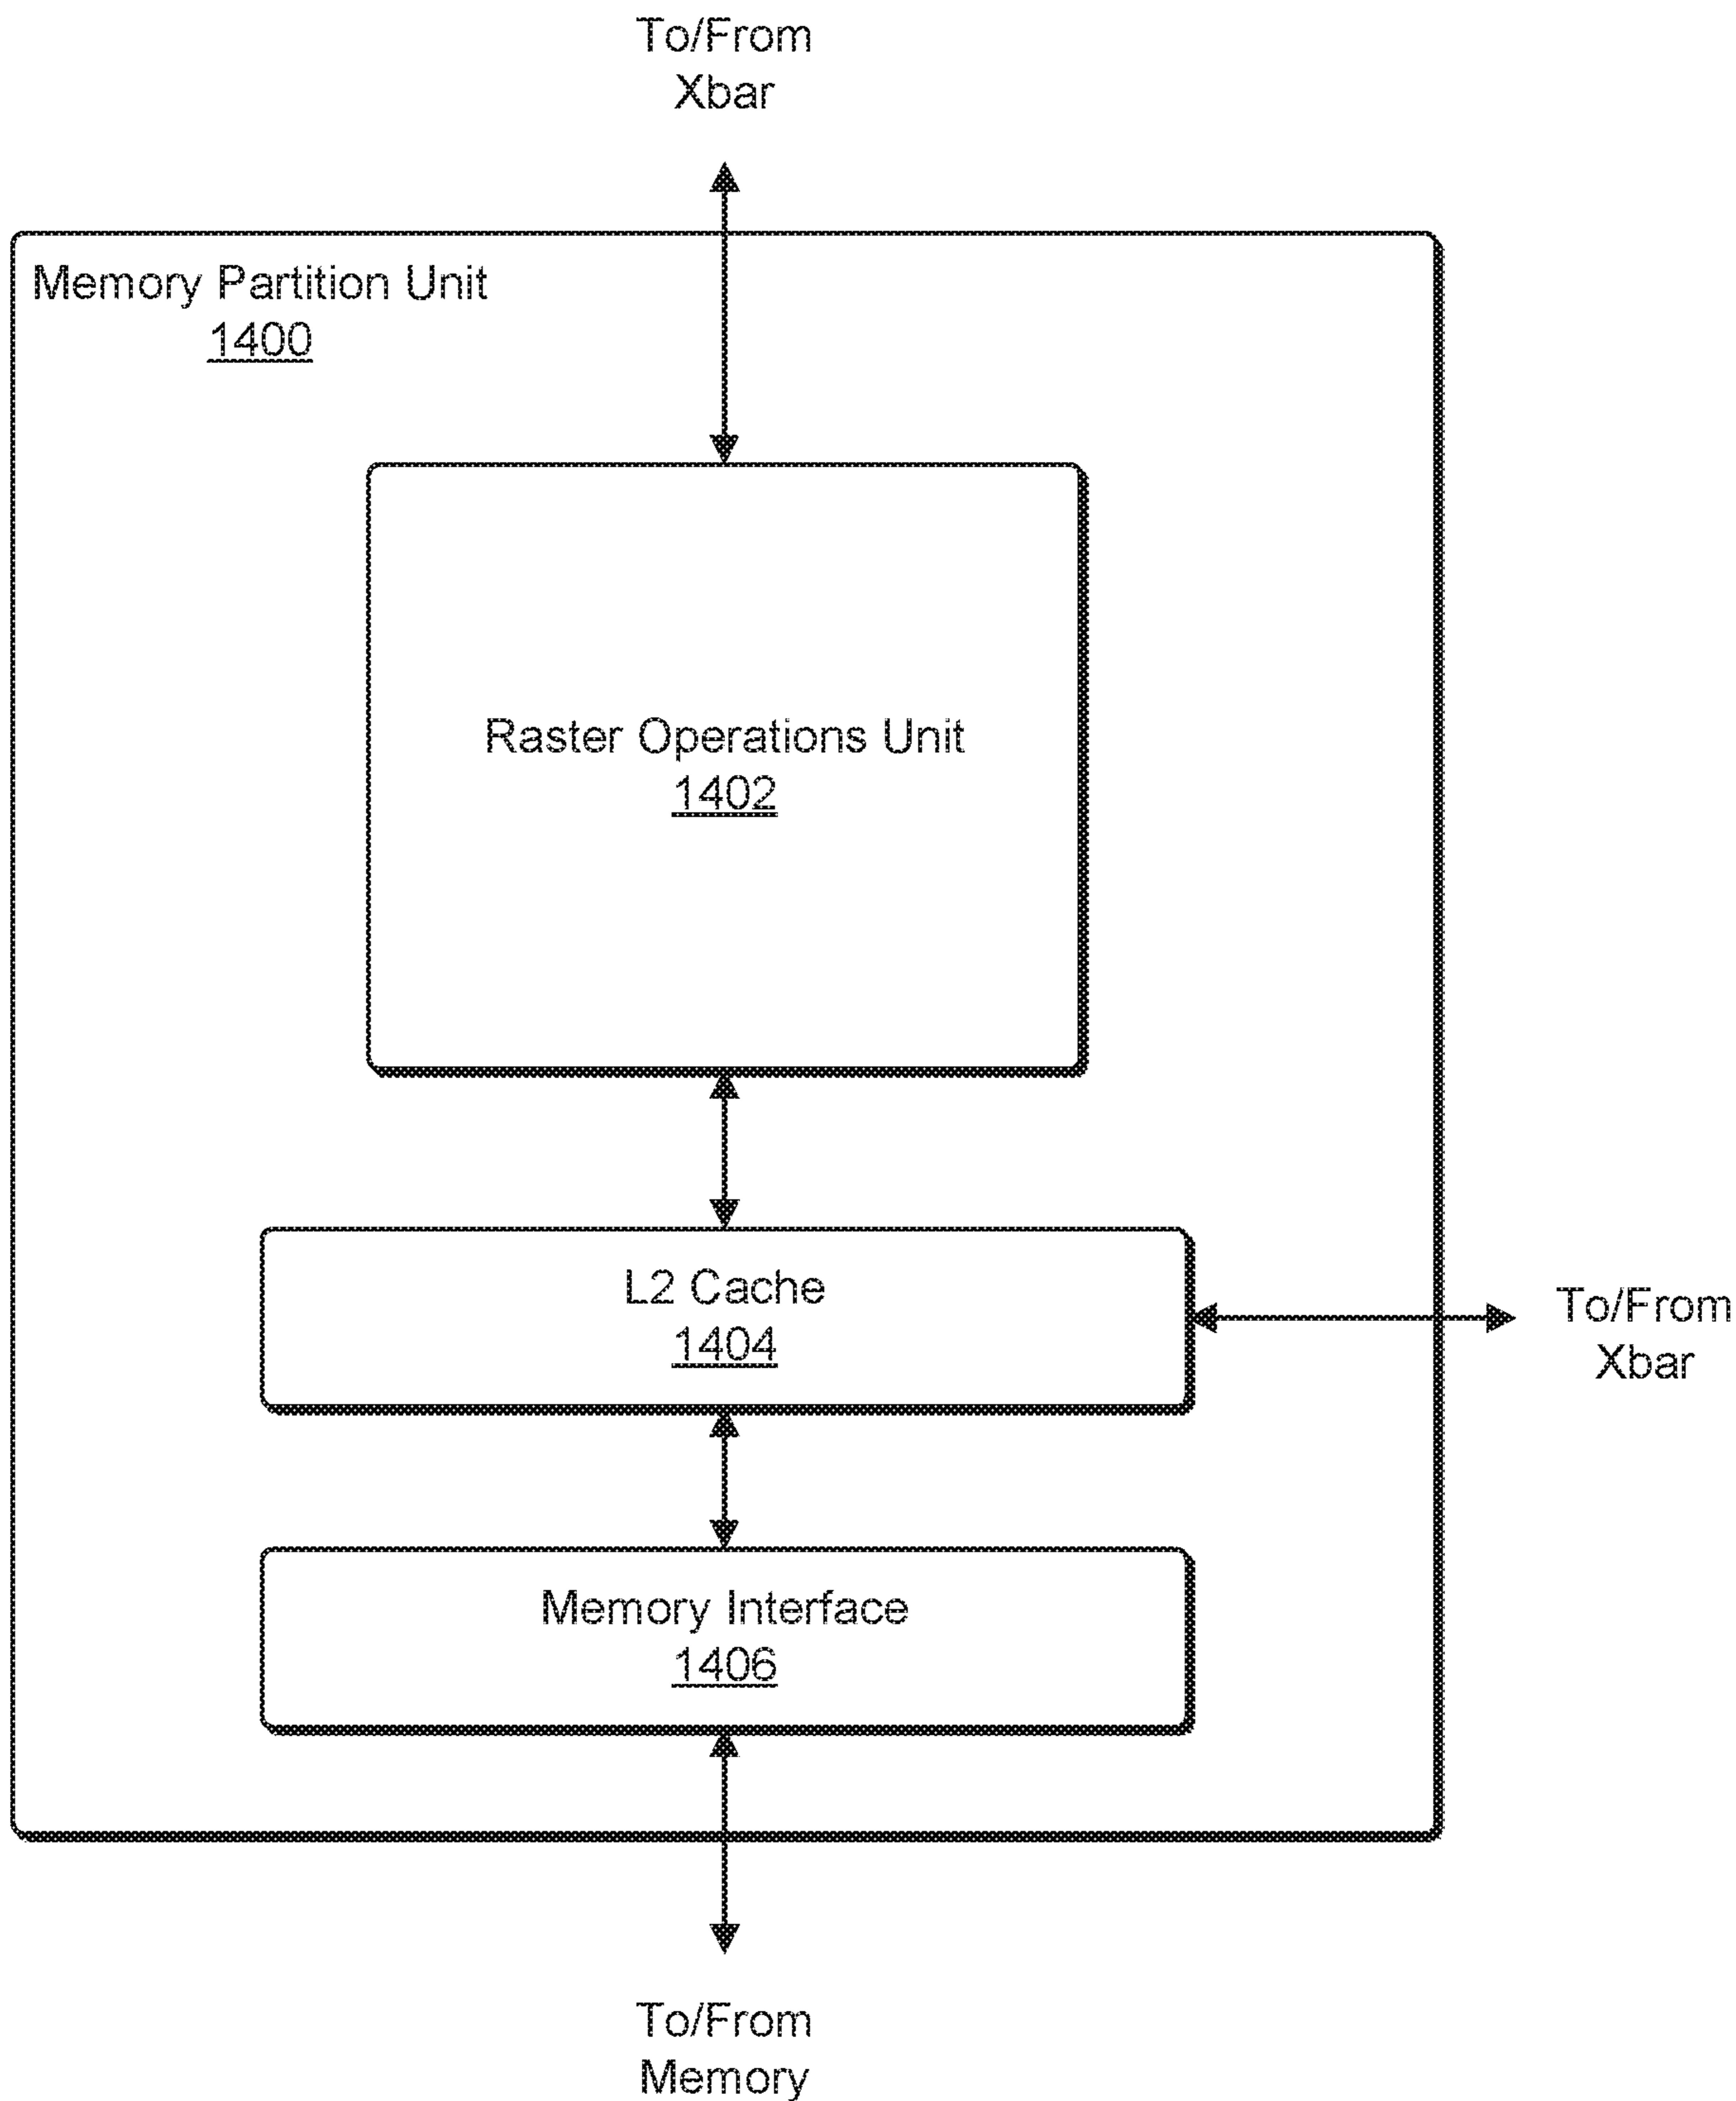 To/From
Xbar
Memory Partition Unit
1400
Raster Operations Unit
1402
L2 Cache
1404
To/From
Xbar
Memory Interface
1406
To/From
Memory